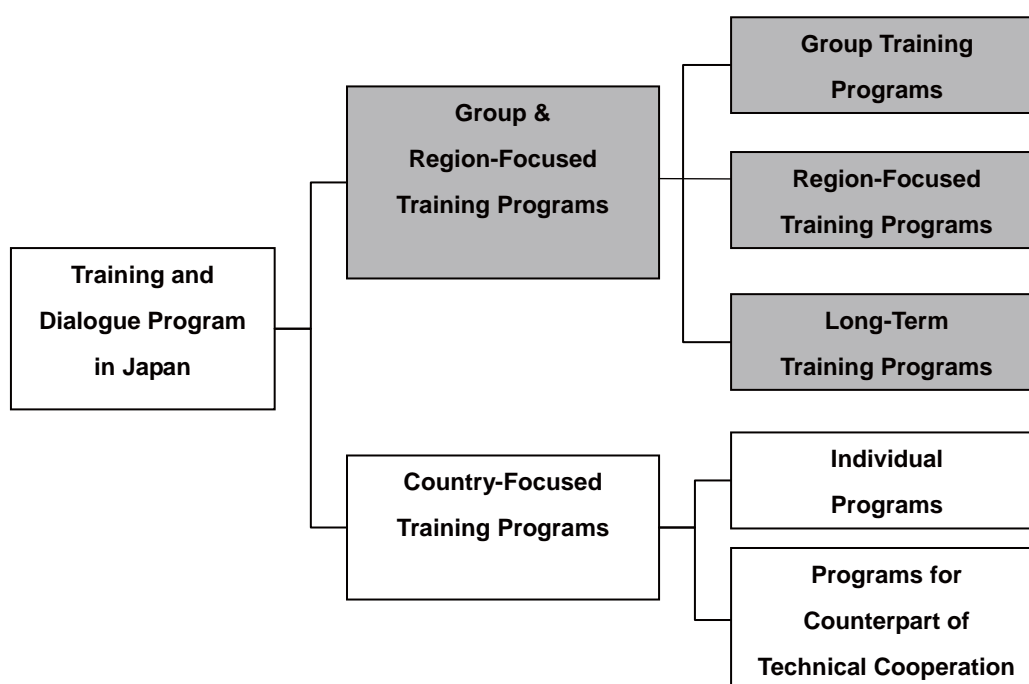 Training and
Dialogue Program
in Japan
Group &
Region-Focused
Training Programs
Group Training
Programs
Region-Focused
Training Programs
Long-Term
Training Programs
Country-Focused
Training Programs
Individual
Programs
Programs for
Counterpart of
Technical Cooperation